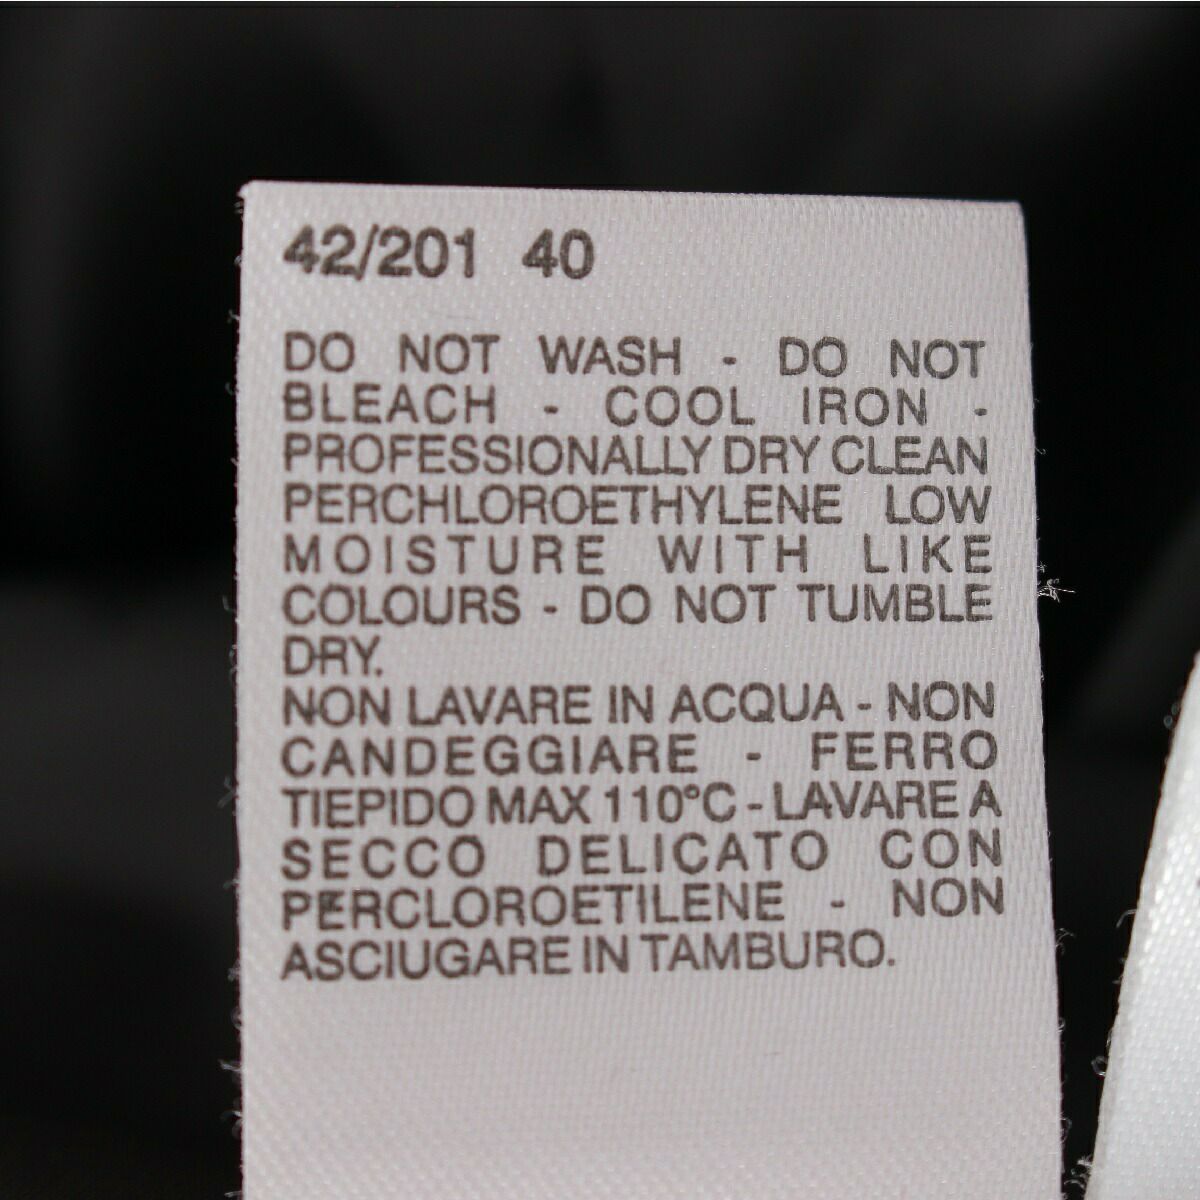 42/201 40
DO NOT WASH - DO NOT
BLEACH - COOL IRON -
PROFESSIONALLY DRY CLEAN
PERCHLOROETHYLENE LOW
MOISTURE WITH LIKE
COLOURS - DO NOT TUMBLE
DRY.
NON LAVARE IN ACQUA - NON
CANDEGGIARE - FERRO
TIEPIDO MAX 110°C - LAVARE A
SECCO DELICATO CON
PERCLOROETILENE - NON
ASCIUGARE IN TAMBURO.